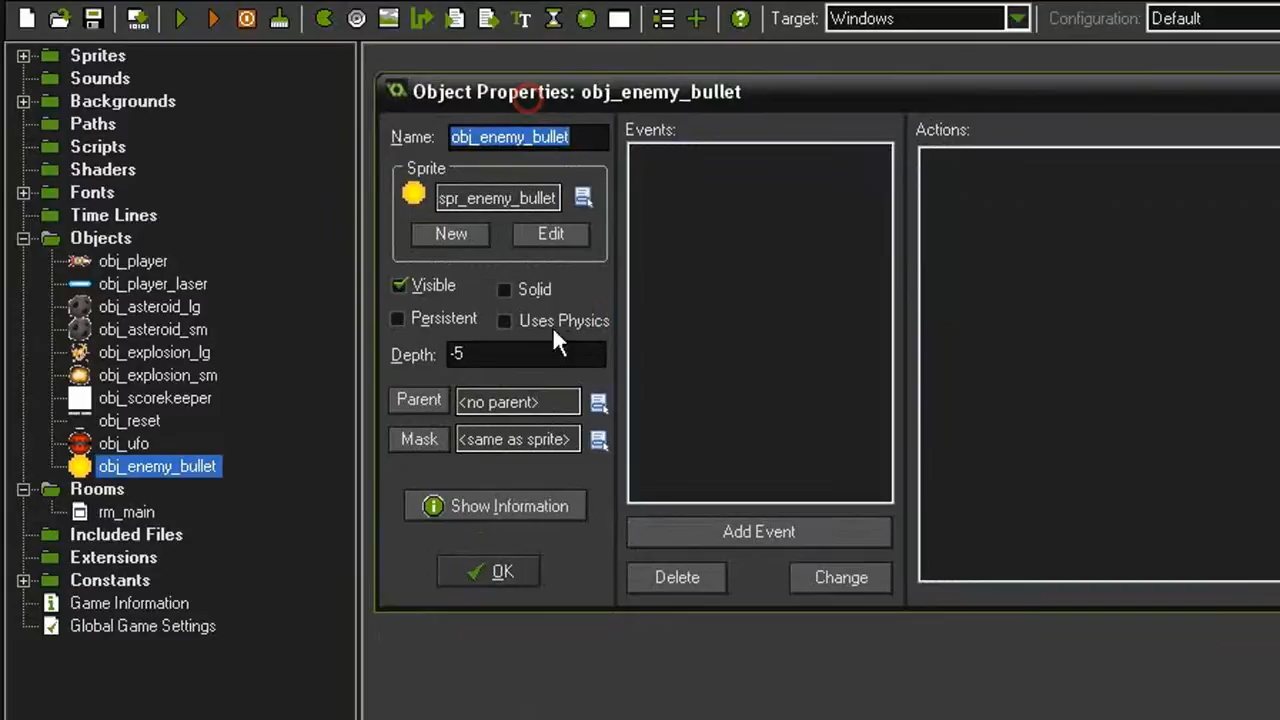 Target: Windows Configuration: Default
Sprites
Sounds
Backgrounds
Paths
Scripts
Shaders
Fonts
Time Lines
Objects
obj_player
obj_player_laser
obj_asteroid_lg
obj_asteroid_sm
obj_explosion_lg
obj_explosion_sm
obj_scorekeeper
obj_reset
obj_ufo
obj_enemy_bullet
Rooms
rm_main
Included Files
Extensions
Constants
Game Information
Global Game Settings
Object Properties: obj_enemy_bullet
Name: obj_enemy_bullet
Sprite
spr_enemy_bullet
New Edit
Visible Solid
Persistent Uses Physics
Depth: -5
Parent <no parent>
Mask <same as sprite>
Show Information
OK
Events:
Add Event
Delete Change
Actions: